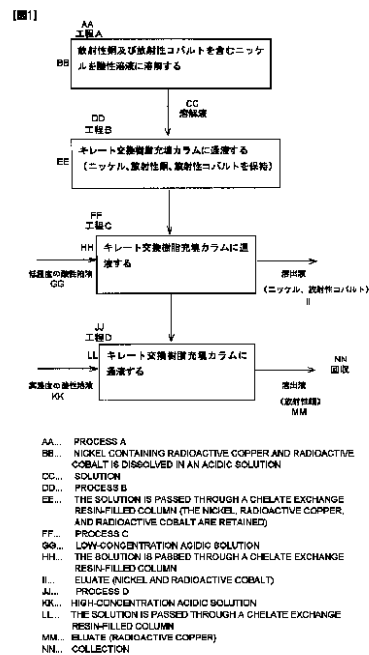 [図1]
AA
工程A
BB
放射性銅及び放射性コバルトを含むニッケ
ルを酸性溶液に溶解する
CC
溶解液
DD
工程B
EE
キレート交換樹脂充填カラムに通液する
(ニッケル、放射性銅、放射性コバルトを保持)
FF
工程C
HH
キレート交換樹脂充填カラムに通
液する
低濃度の酸性溶液
GG
溶出液
(ニッケル、放射性コバルト)
II
JJ
工程D
LL
キレート交換樹脂充填カラムに
通液する
高濃度の酸性溶液
KK
溶出液
(放射性銅)
MM
NN
回収
AA... PROCESS A
BB... NICKEL CONTAINING RADIOACTIVE COPPER AND RADIOACTIVE
COBALT IS DISSOLVED IN AN ACIDIC SOLUTION
CC... SOLUTION
DD... PROCESS B
EE... THE SOLUTION IS PASSED THROUGH A CHELATE EXCHANGE
RESIN-FILLED COLUMN (THE NICKEL, RADIOACTIVE COPPER,
AND RADIOACTIVE COBALT ARE RETAINED)
FF... PROCESS C
GG... LOW-CONCENTRATION ACIDIC SOLUTION
HH... THE SOLUTION IS PASSED THROUGH A CHELATE EXCHANGE
RESIN-FILLED COLUMN
II... ELUATE (NICKEL AND RADIOACTIVE COBALT)
JJ... PROCESS D
KK... HIGH-CONCENTRATION ACIDIC SOLUTION
LL... THE SOLUTION IS PASSED THROUGH A CHELATE EXCHANGE
RESIN-FILLED COLUMN
MM... ELUATE (RADIOACTIVE COPPER)
NN... COLLECTION